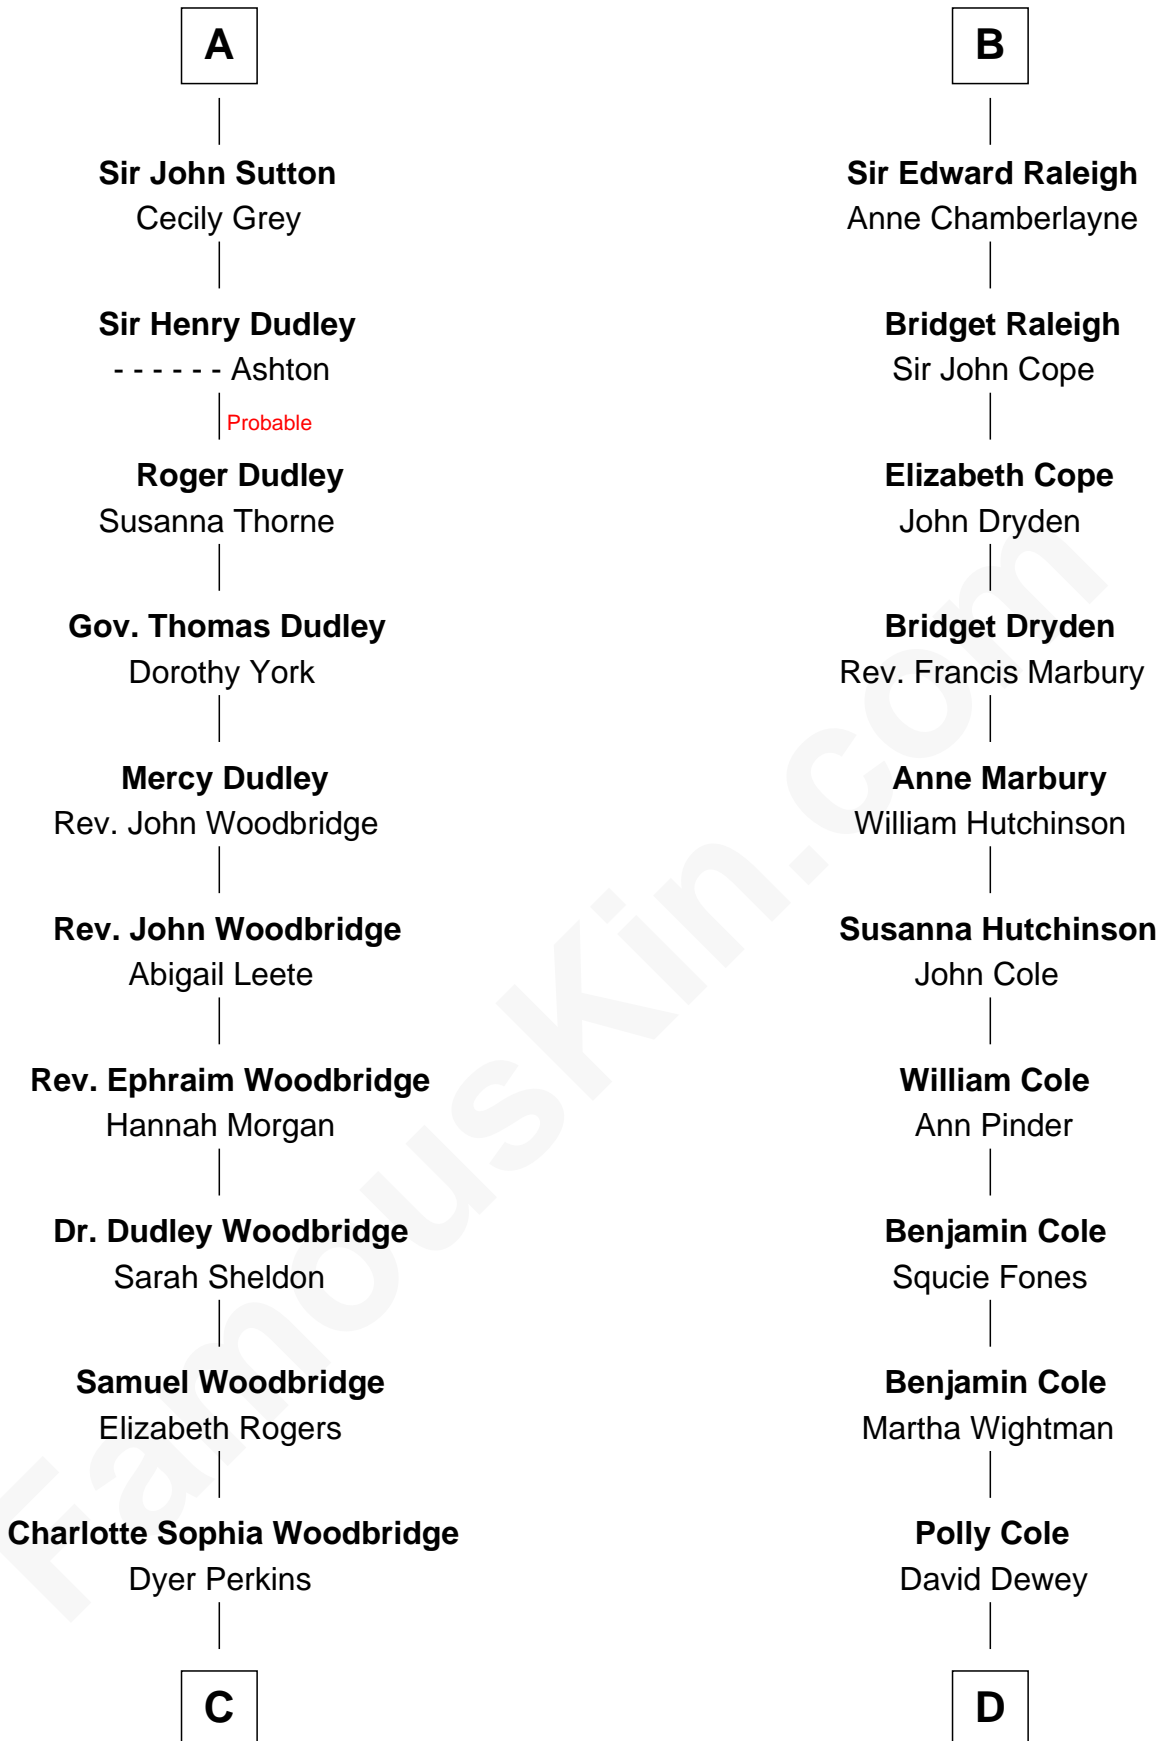 A
Sir John Sutton
Cecily Grey
Sir Henry Dudley
- - - - - - Ashton
Probable
Roger Dudley
Susanna Thorne
Gov. Thomas Dudley
Dorothy York
Mercy Dudley
Rev. John Woodbridge
Rev. John Woodbridge
Abigail Leete
Rev. Ephraim Woodbridge
Hannah Morgan
Dr. Dudley Woodbridge
Sarah Sheldon
Samuel Woodbridge
Elizabeth Rogers
Charlotte Sophia Woodbridge
Dyer Perkins
C
B
Sir Edward Raleigh
Anne Chamberlayne
Bridget Raleigh
Sir John Cope
Elizabeth Cope
John Dryden
Bridget Dryden
Rev. Francis Marbury
Anne Marbury
William Hutchinson
Susanna Hutchinson
John Cole
William Cole
Ann Pinder
Benjamin Cole
Squcie Fones
Benjamin Cole
Martha Wightman
Polly Cole
David Dewey
D
FamousKin.com